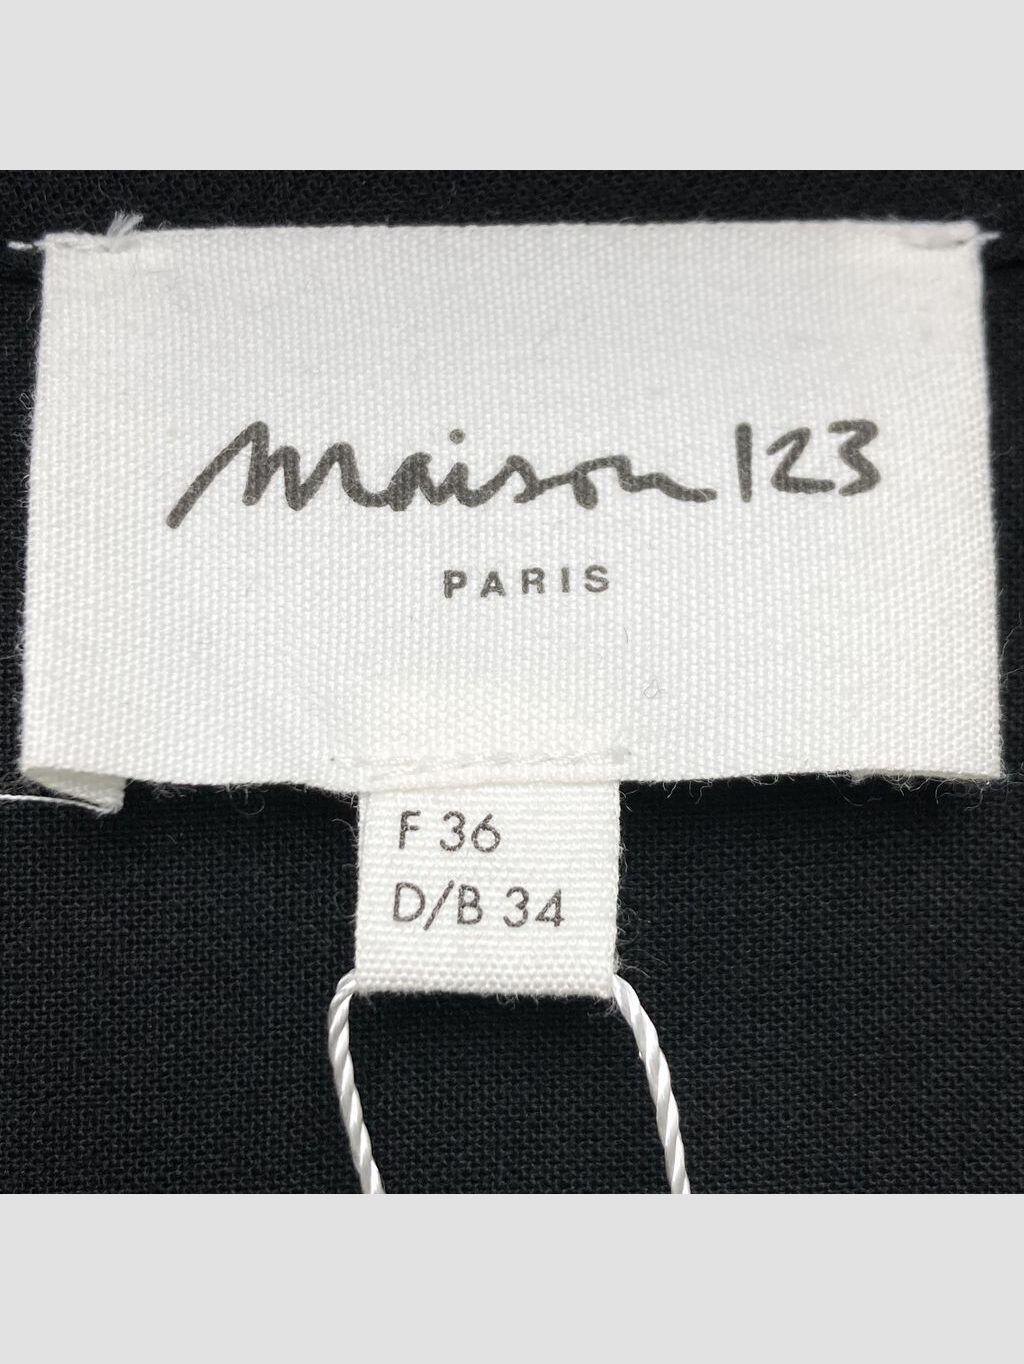 maison 123
PARIS
F 36
D/B 34